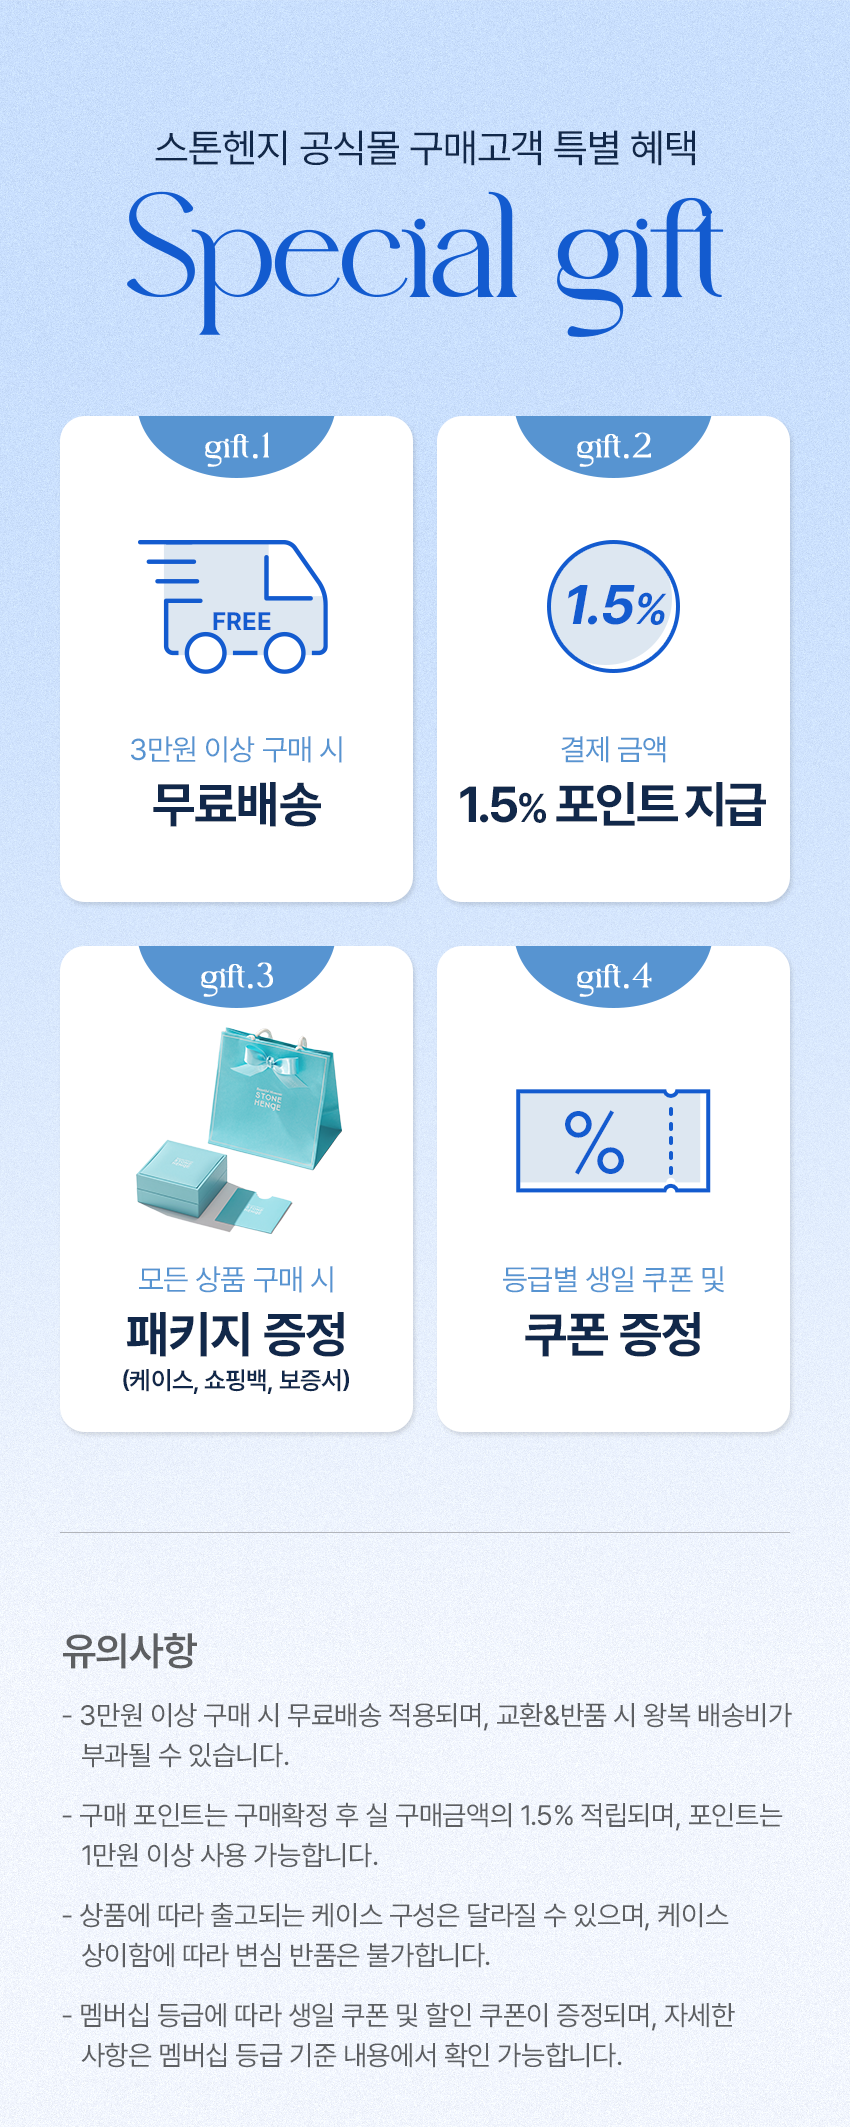 스톤헨지 공식몰 구매고객 특별 혜택
Special gift
gift.1
FREE
3만원 이상 구매 시
무료배송
gift.2
1.5%
결제 금액
1.5% 포인트 지급
gift.3
STONE
HENGE
모든 상품 구매 시
패키지 증정
(케이스, 쇼핑백, 보증서)
gift.4
%
등급별 생일 쿠폰 및
쿠폰 증정
유의사항
- 3만원 이상 구매 시 무료배송 적용되며, 교환&반품 시 왕복 배송비가
부과될 수 있습니다.
- 구매 포인트는 구매확정 후 실 구매금액의 1.5% 적립되며, 포인트는
1만원 이상 사용 가능합니다.
- 상품에 따라 출고되는 케이스 구성은 달라질 수 있으며, 케이스
상이함에 따라 변심 반품은 불가합니다.
- 멤버십 등급에 따라 생일 쿠폰 및 할인 쿠폰이 증정되며, 자세한
사항은 멤버십 등급 기준 내용에서 확인 가능합니다.